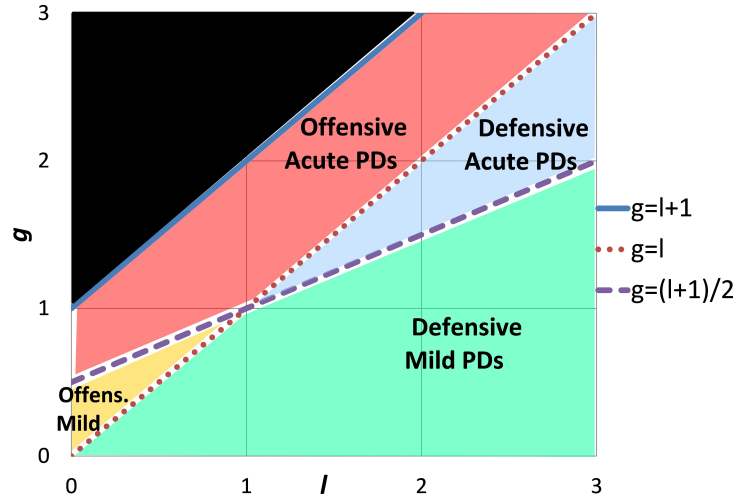 3
Offensive
Acute PDs
Defensive
Acute PDs
2
g=l+1
g
g=l
g=(l+1)/2
1
Defensive
Mild PDs
Offens.
Mild
0
0
1
l
2
3